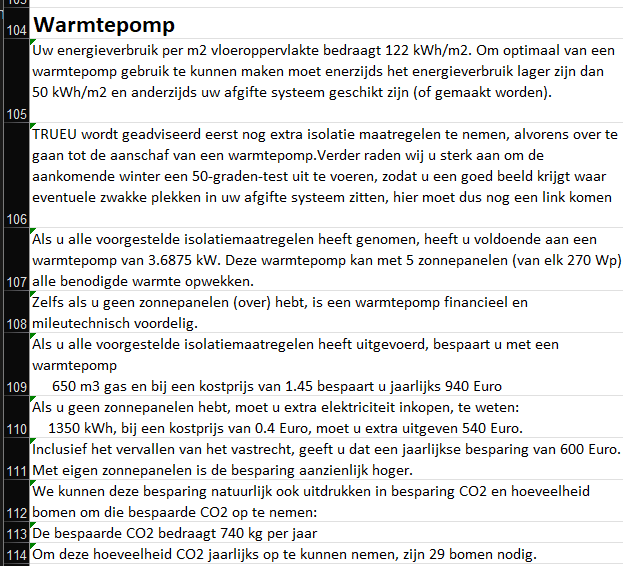 104 Warmtepomp
Uw energieverbruik per m2 vloeroppervlakte bedraagt 122 kWh/m2. Om optimaal van een
warmtepomp gebruik te kunnen maken moet enerzijds het energieverbruik lager zijn dan
50 kWh/m2 en anderzijds uw afgifte systeem geschikt zijn (of gemaakt worden).
105
TRUEU wordt geadviseerd eerst nog extra isolatie maatregelen te nemen, alvorens over te
gaan tot de aanschaf van een warmtepomp.Verder raden wij u sterk aan om de
aankomende winter een 50-graden-test uit te voeren, zodat u een goed beeld krijgt waar
eventuele zwakke plekken in uw afgifte systeem zitten, hier moet dus nog een link komen
106
Als u alle voorgestelde isolatiemaatregelen heeft genomen, heeft u voldoende aan een
warmtepomp van 3.6875 kW. Deze warmtepomp kan met 5 zonnepanelen (van elk 270 Wp)
107 alle benodigde warmte opwekken.
Zelfs als u geen zonnepanelen (over) hebt, is een warmtepomp financieel en
108 mileutechnisch voordelig.
Als u alle voorgestelde isolatiemaatregelen heeft uitgevoerd, bespaart u met een
warmtepomp
109 650 m3 gas en bij een kostprijs van 1.45 bespaart u jaarlijks 940 Euro
Als u geen zonnepanelen hebt, moet u extra elektriciteit inkopen, te weten:
110 1350 kWh, bij een kostprijs van 0.4 Euro, moet u extra uitgeven 540 Euro.
Inclusief het vervallen van het vastrecht, geeft u dat een jaarlijkse besparing van 600 Euro.
111 Met eigen zonnepanelen is de besparing aanzienlijk hoger.
We kunnen deze besparing natuurlijk ook uitdrukken in besparing CO2 en hoeveelheid
112 bomen om die bespaarde CO2 op te nemen:
113 De bespaarde CO2 bedraagt 740 kg per jaar
114 Om deze hoeveelheid CO2 jaarlijks op te kunnen nemen, zijn 29 bomen nodig.